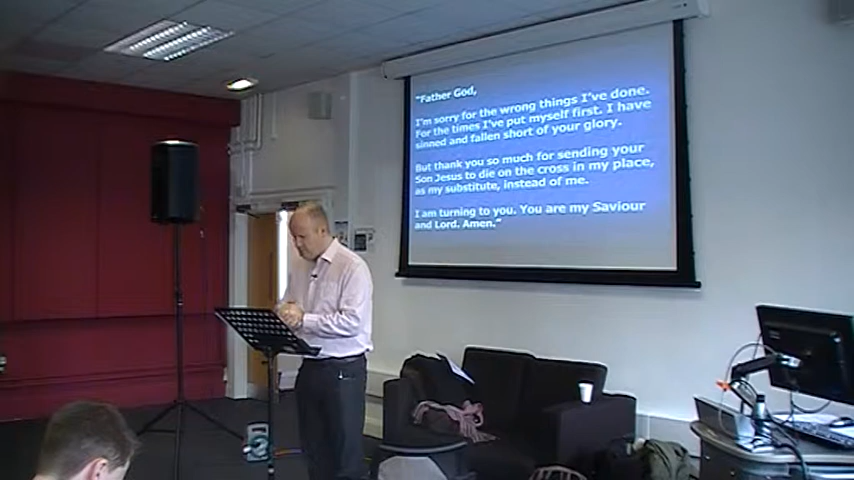 "Father God,
I'm sorry for the wrong things I've done.
For the times I've put myself first. I have
sinned and fallen short of your glory.
But thank you so much for sending your
Son Jesus to die on the cross in my place,
as my substitute, instead of me.
I am turning to you. You are my Saviour
and Lord. Amen."